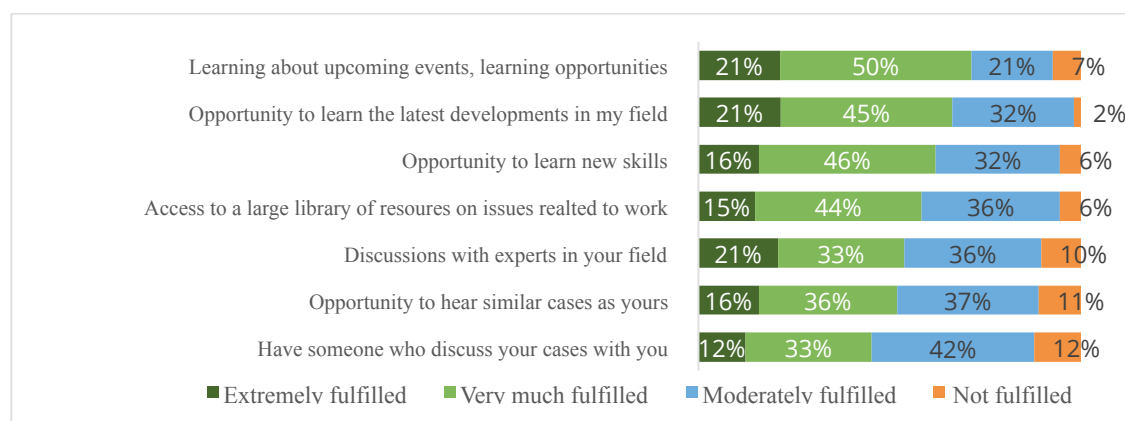 Learning about upcoming events, learning opportunities 21% 50% 21% 7%
Opportunity to learn the latest developments in my field 21% 45% 32% 2%
Opportunity to learn new skills 16% 46% 32% 6%
Access to a large library of resoures on issues realted to work 15% 44% 36% 6%
Discussions with experts in your field 21% 33% 36% 10%
Opportunity to hear similar cases as yours 16% 36% 37% 11%
Have someone who discuss your cases with you 12% 33% 42% 12%
Extremely fulfilled Very much fulfilled Moderately fulfilled Not fulfilled